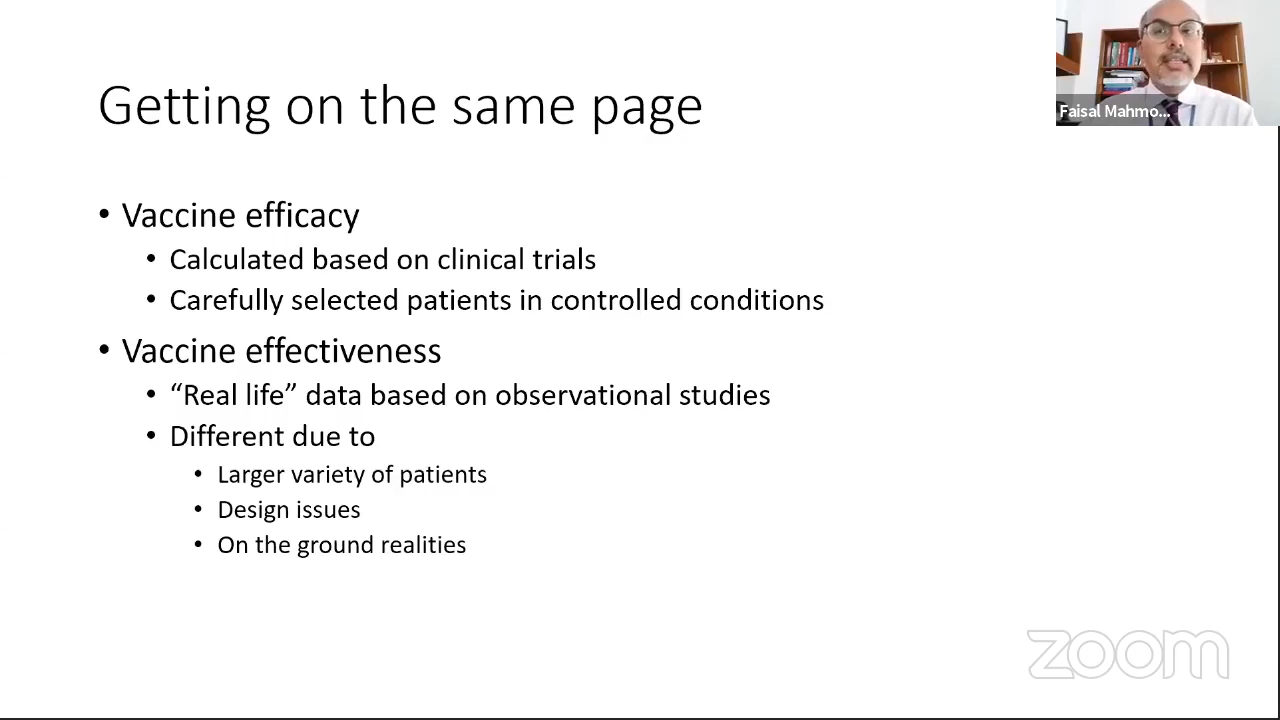 Getting on the same page
Faisal Mahmo...
• Vaccine efficacy
• Calculated based on clinical trials
• Carefully selected patients in controlled conditions
• Vaccine effectiveness
• “Real life” data based on observational studies
• Different due to
• Larger variety of patients
• Design issues
• On the ground realities
zoom